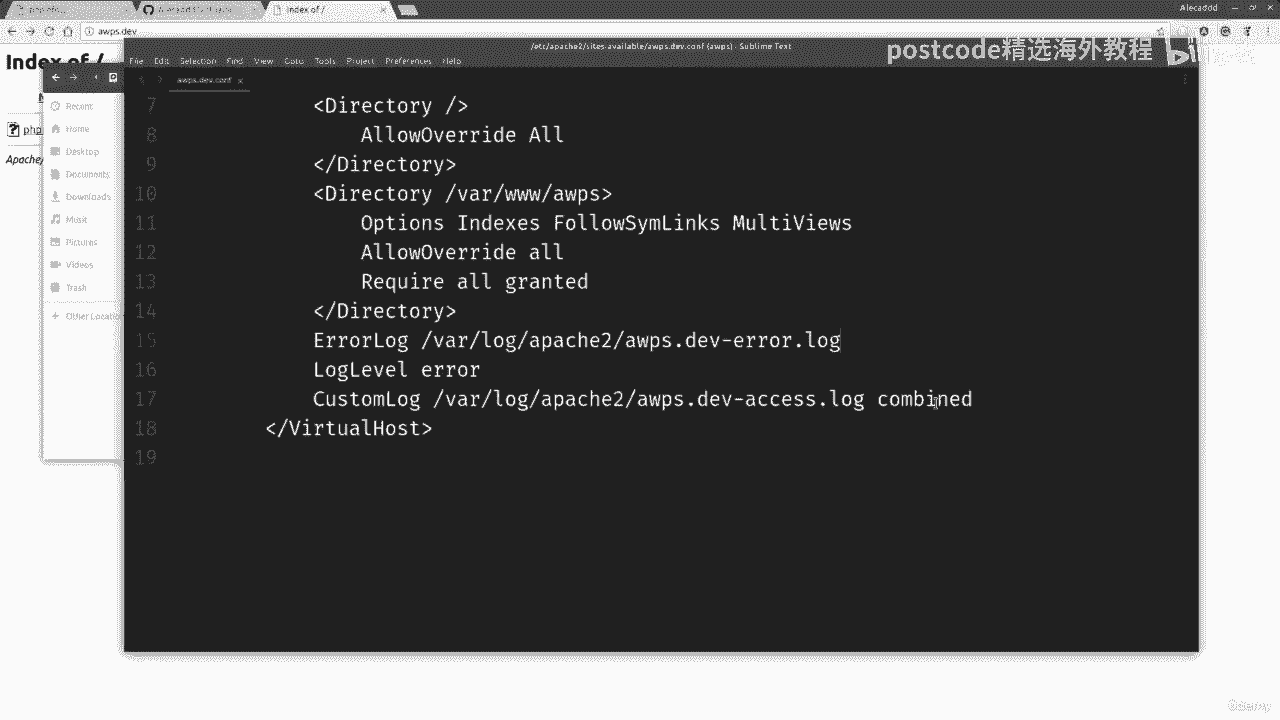 Index of /
Alecaddd
awps.dev
/etc/apache2/sites-available/awps.dev.conf (awps) - Sublime Text
postcode精选海外教程
Index of /
File Edit Selection Find View Goto Tools Project Preferences Help
awps.dev.conf
Recent
Home
Desktop
Documents
Downloads
Music
Pictures
Videos
Trash
Other Locatio
php
Apache/
7 <Directory />
8 AllowOverride All
9 </Directory>
10 <Directory /var/www/awps>
11 Options Indexes FollowSymLinks MultiViews
12 AllowOverride all
13 Require all granted
14 </Directory>
15 ErrorLog /var/log/apache2/awps.dev-error.log
16 LogLevel error
17 CustomLog /var/log/apache2/awps.dev-access.log combined
18 </VirtualHost>
19
Udemy